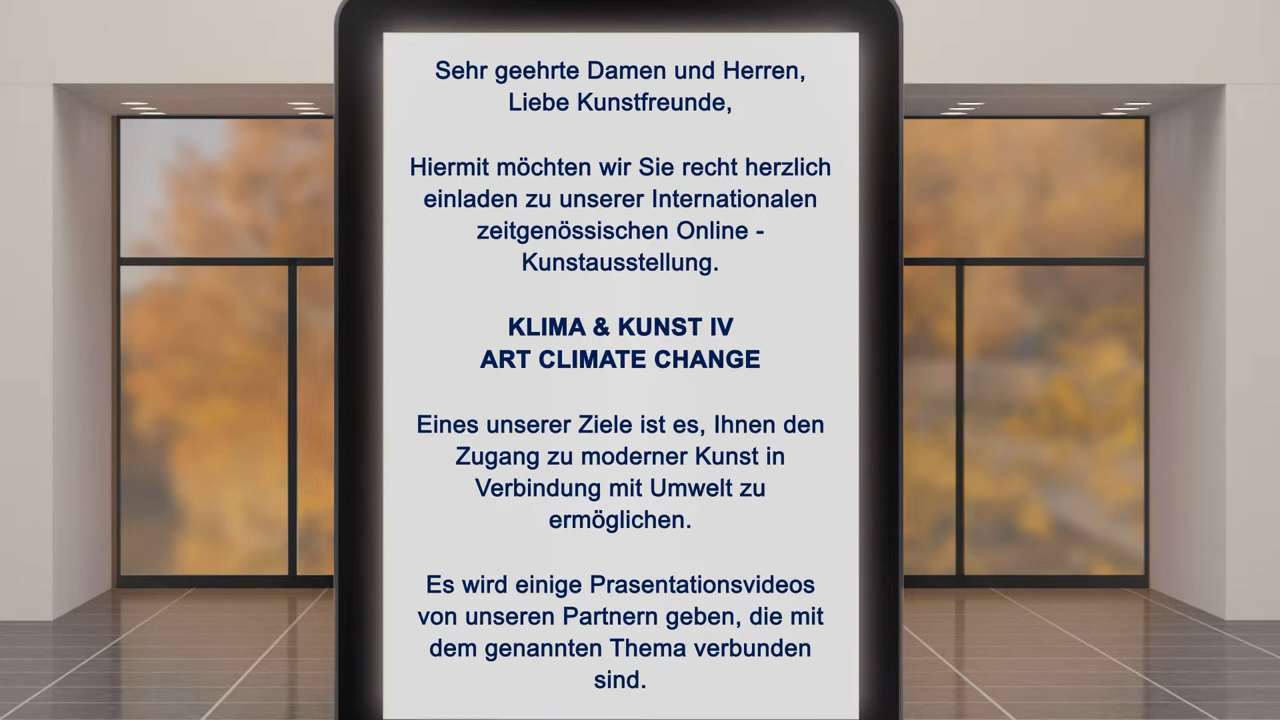 Sehr geehrte Damen und Herren,
Liebe Kunstfreunde,
Hiermit möchten wir Sie recht herzlich
einladen zu unserer Internationalen
zeitgenössischen Online -
Kunstausstellung.
KLIMA & KUNST IV
ART CLIMATE CHANGE
Eines unserer Ziele ist es, Ihnen den
Zugang zu moderner Kunst in
Verbindung mit Umwelt zu
ermöglichen.
Es wird einige Prasentationsvideos
von unseren Partnern geben, die mit
dem genannten Thema verbunden
sind.